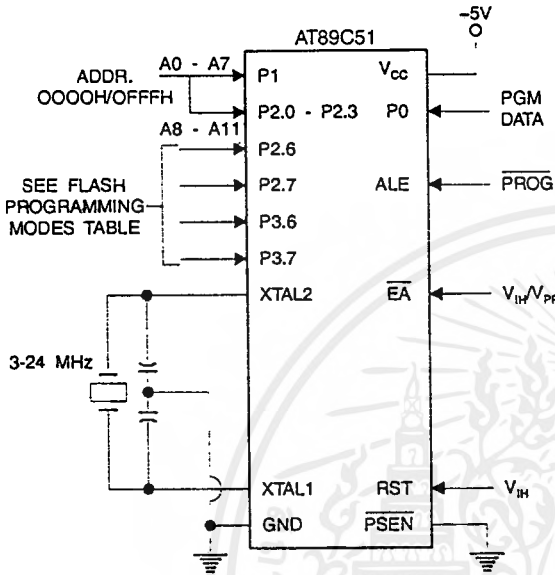 -5V
AT89C51
ADDR.
OOOOH/OFFFH
A0 - A7
P1
Vcc
P2.0 - P2.3
P0
PGM
DATA
A8 - A11
P2.6
SEE FLASH
PROGRAMMING
MODES TABLE
P2.7
ALE
PROG
P3.6
P3.7
XTAL2
EA
VIH/VPP
3-24 MHz
XTAL1
RST
VIH
GND
PSEN